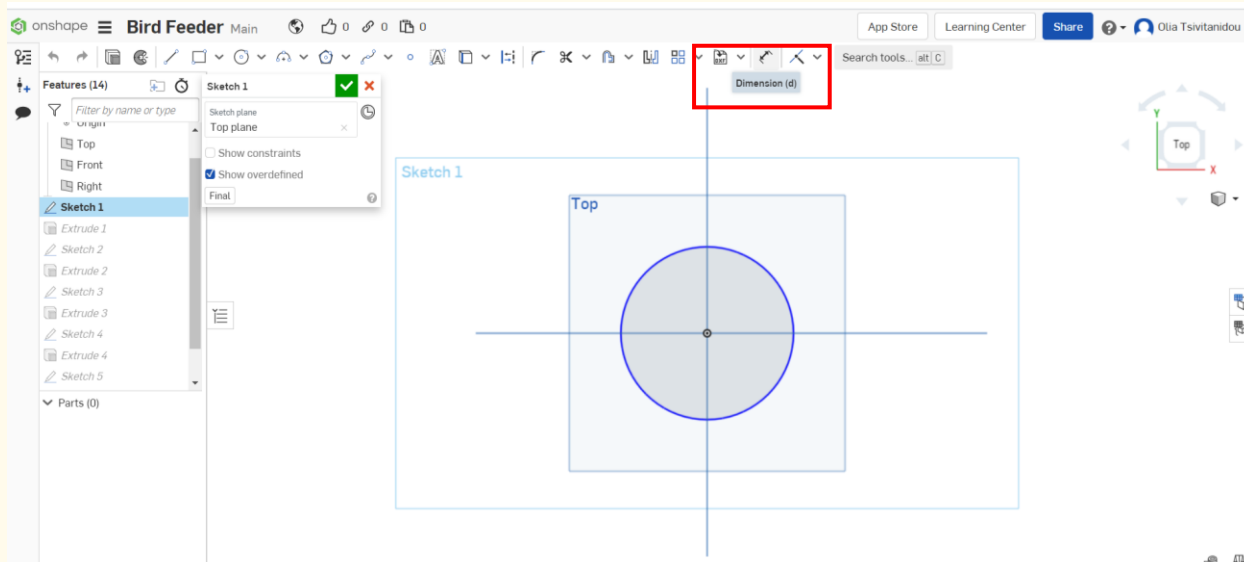 onshape Bird Feeder Main 0 0 0 App Store Learning Center Share Olia Tsivitanidou
Search tools... alt C
Dimension (d)
Features (14)
Filter by name or type
Origin
Top
Front
Right
Sketch 1
Extrude 1
Sketch 2
Extrude 2
Sketch 3
Extrude 3
Sketch 4
Extrude 4
Sketch 5
Parts (0)
Sketch 1
Sketch plane
Top plane
Show constraints
Show overdefined
Final
Sketch 1
Top
Y
Top
X